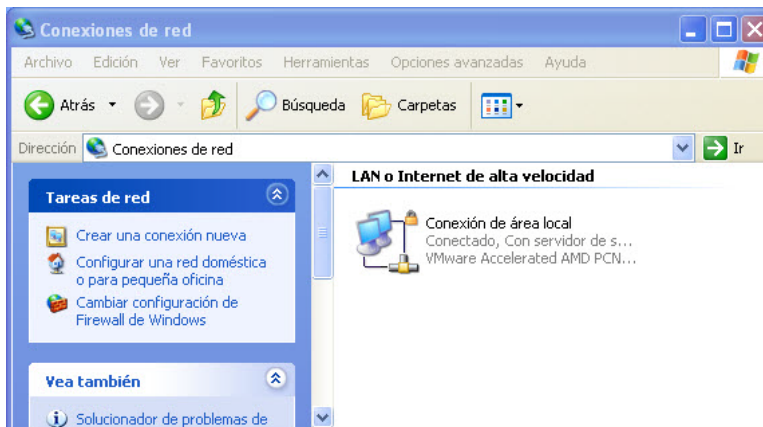 Conexiones de red
Archivo Edición Ver Favoritos Herramientas Opciones avanzadas Ayuda
Atrás Búsqueda Carpetas
Dirección Conexiones de red Ir
Tareas de red
Crear una conexión nueva
Configurar una red doméstica
o para pequeña oficina
Cambiar configuración de
Firewall de Windows
Vea también
Solucionador de problemas de
LAN o Internet de alta velocidad
Conexión de área local
Conectado, Con servidor de s...
VMware Accelerated AMD PCN...